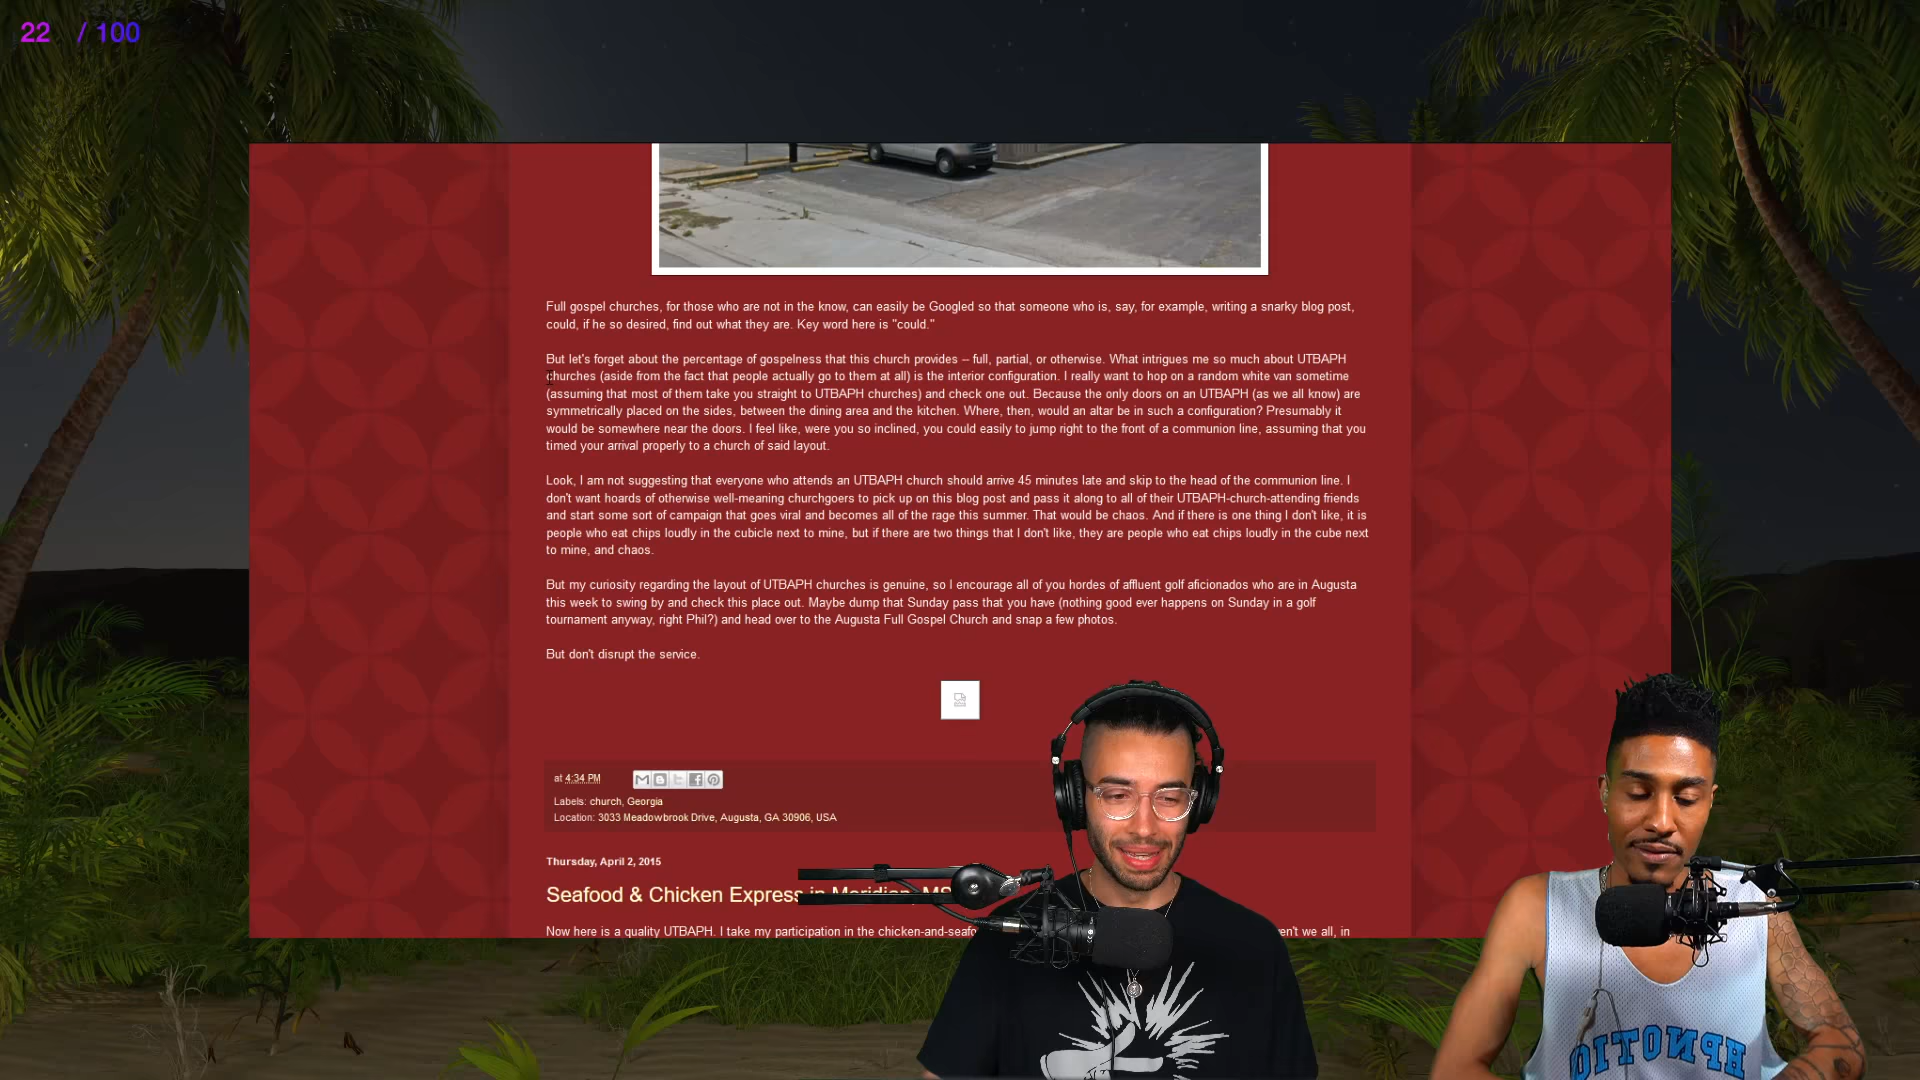 22 / 100
Full gospel churches, for those who are not in the know, can easily be Googled so that someone who is, say, for example, writing a snarky blog post,
could, if he so desired, find out what they are. Key word here is "could."
But let's forget about the percentage of gospelness that this church provides -- full, partial, or otherwise. What intrigues me so much about UTBAPH
churches (aside from the fact that people actually go to them at all) is the interior configuration. I really want to hop on a random white van sometime
(assuming that most of them take you straight to UTBAPH churches) and check one out. Because the only doors on an UTBAPH (as we all know) are
symmetrically placed on the sides, between the dining area and the kitchen. Where, then, would an altar be in such a configuration? Presumably it
would be somewhere near the doors. I feel like, were you so inclined, you could easily to jump right to the front of a communion line, assuming that you
timed your arrival properly to a church of said layout.
Look, I am not suggesting that everyone who attends an UTBAPH church should arrive 45 minutes late and skip to the head of the communion line. I
don't want hoards of otherwise well-meaning churchgoers to pick up on this blog post and pass it along to all of their UTBAPH-church-attending friends
and start some sort of campaign that goes viral and becomes all of the rage this summer. That would be chaos. And if there is one thing I don't like, it is
people who eat chips loudly in the cubicle next to mine, but if there are two things that I don't like, they are people who eat chips loudly in the cube next
to mine, and chaos.
But my curiosity regarding the layout of UTBAPH churches is genuine, so I encourage all of you hordes of affluent golf aficionados who are in Augusta
this week to swing by and check this place out. Maybe dump that Sunday pass that you have (nothing good ever happens on Sunday in a golf
tournament anyway, right Phil?) and head over to the Augusta Full Gospel Church and snap a few photos.
But don't disrupt the service.
at 4:34 PM
Labels: church, Georgia
Location: 3033 Meadowbrook Drive, Augusta, GA 30906, USA
Thursday, April 2, 2015
Seafood & Chicken Express in Meridian, MS
Now here is a quality UTBAPH. I take my participation in the chicken-and-seafo en't we all, in